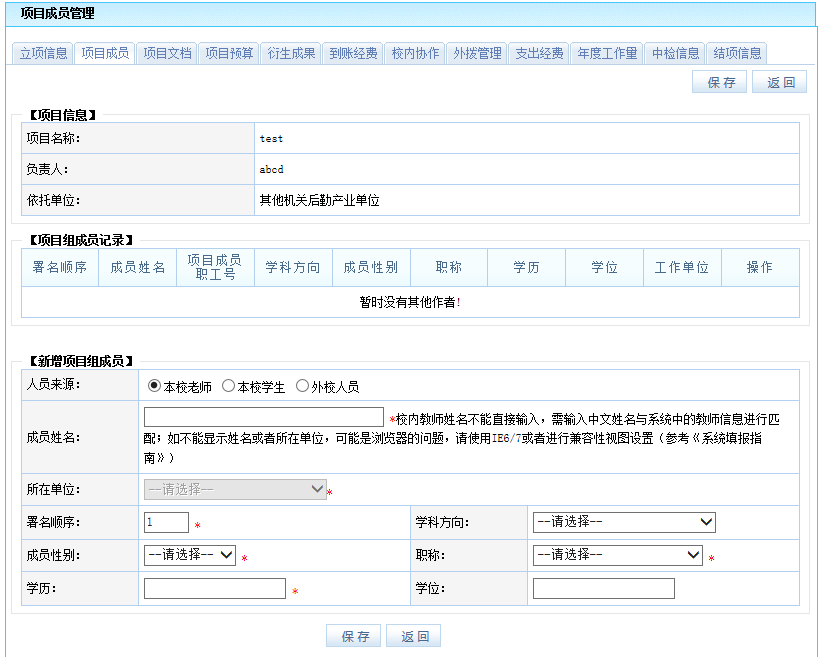 项目成员管理
立项信息 项目成员 项目文档 项目预算 衍生成果 到账经费 校内协作 外拨管理 支出经费 年度工作量 中检信息 结项信息
保存 返回
【项目信息】
项目名称: test
负责人: abcd
依托单位: 其他机关后勤产业单位
【项目组成员记录】
署名顺序 成员姓名 项目成员职工号 学科方向 成员性别 职称 学历 学位 工作单位 操作
暂时没有其他作者!
【新增项目组成员】
人员来源: 本校老师 本校学生 外校人员
成员姓名: *校内教师姓名不能直接输入,需输入中文姓名与系统中的教师信息进行匹
配;如不能显示姓名或者所在单位,可能是浏览器的问题,请使用IE6/7或者进行兼容性视图设置(参考《系统填报指
南》)
所在单位: --请选择-- *
署名顺序: 1 * 学科方向: --请选择--
成员性别: --请选择-- * 职称: --请选择-- *
学历: * 学位:
保存 返回